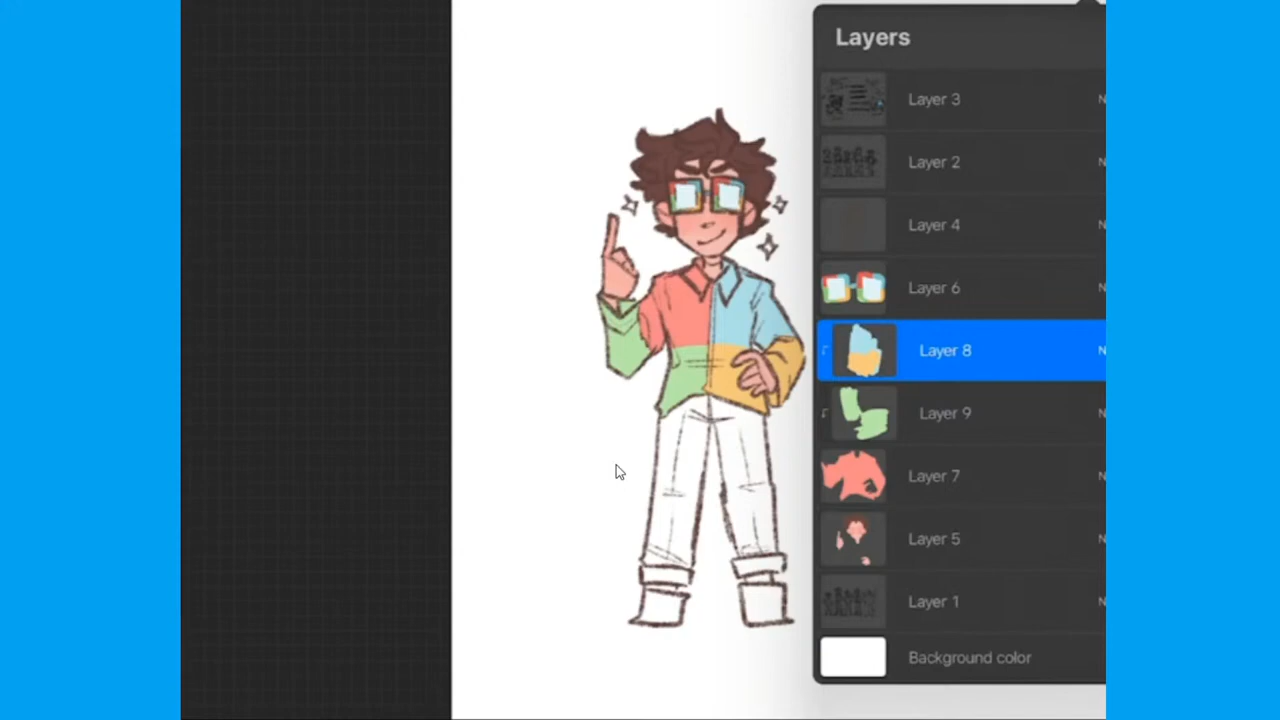 Layers
Layer 3
N
Layer 2
N
Layer 4
N
Layer 6
N
Layer 8
N
Layer 9
N
Layer 7
N
Layer 5
N
Layer 1
N
Background color